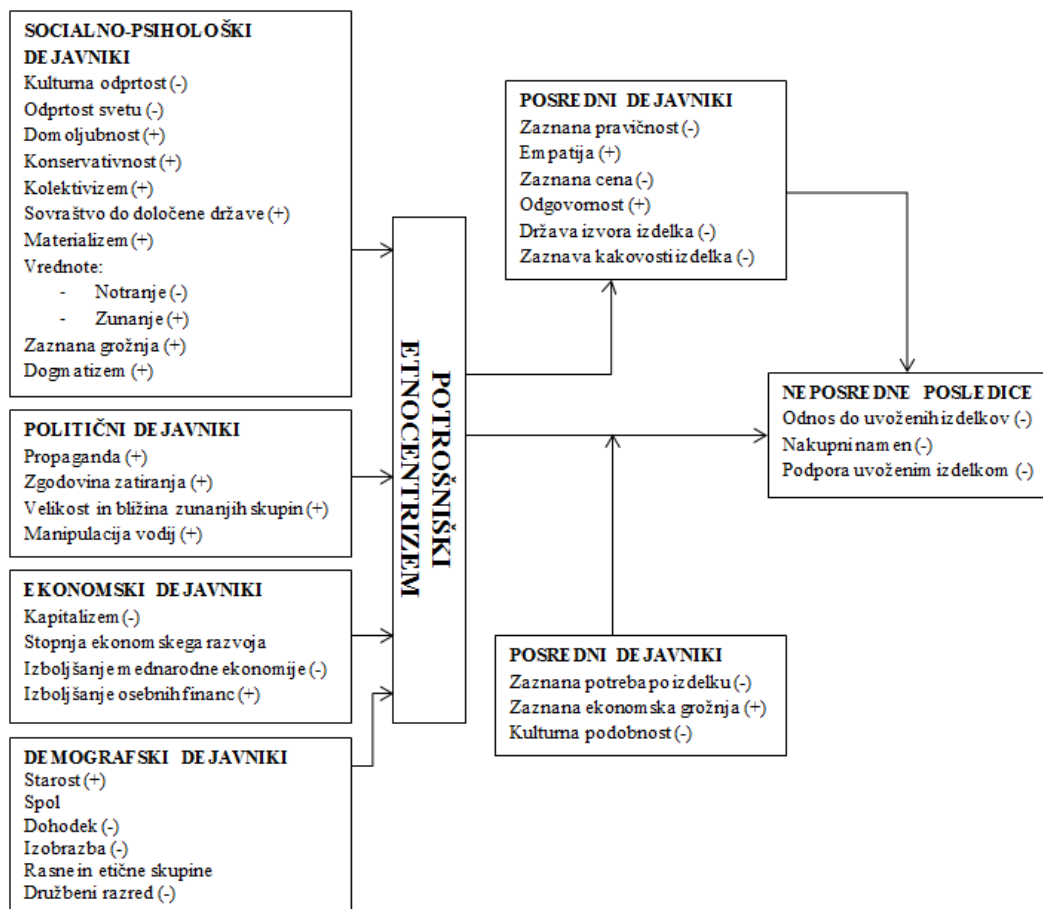 SOCIALNO-PSIHOLOŠKI
DEJAVNIKI
Kulturna odprtost (-)
Odprtost svetu (-)
Domoljubnost (+)
Konservativnost (+)
Kolektivizem (+)
Sovraštvo do določene države (+)
Materializem (+)
Vrednote:
- Notranje (-)
- Zunanje (+)
Zaznana grožnja (+)
Dogmatizem (+)
POLITIČNI DEJAVNIKI
Propaganda (+)
Zgodovina zatiranja (+)
Velikost in bližina zunanjih skupin (+)
Manipulacija vodij (+)
EKONOMSKI DEJAVNIKI
Kapitalizem (-)
Stopnja ekonomskega razvoja
Izboljšanje mednarodne ekonomije (-)
Izboljšanje osebnih financ (+)
DEMOGRAFSKI DEJAVNIKI
Starost (+)
Spol
Dohodek (-)
Izobrazba (-)
Rasne in etične skupine
Družbeni razred (-)
POTROŠNIŠKI
ETNOCENTRIZEM
POSREDNI DEJAVNIKI
Zaznana pravičnost (-)
Empatija (+)
Zaznana cena (-)
Odgovornost (+)
Država izvora izdelka (-)
Zaznava kakovosti izdelka (-)
POSREDNI DEJAVNIKI
Zaznana potreba po izdelku (-)
Zaznana ekonomska grožnja (+)
Kulturna podobnost (-)
NEPOSREDNE POSLEDICE
Odnos do uvoženih izdelkov (-)
Nakupni namen (-)
Podpora uvoženim izdelkom (-)